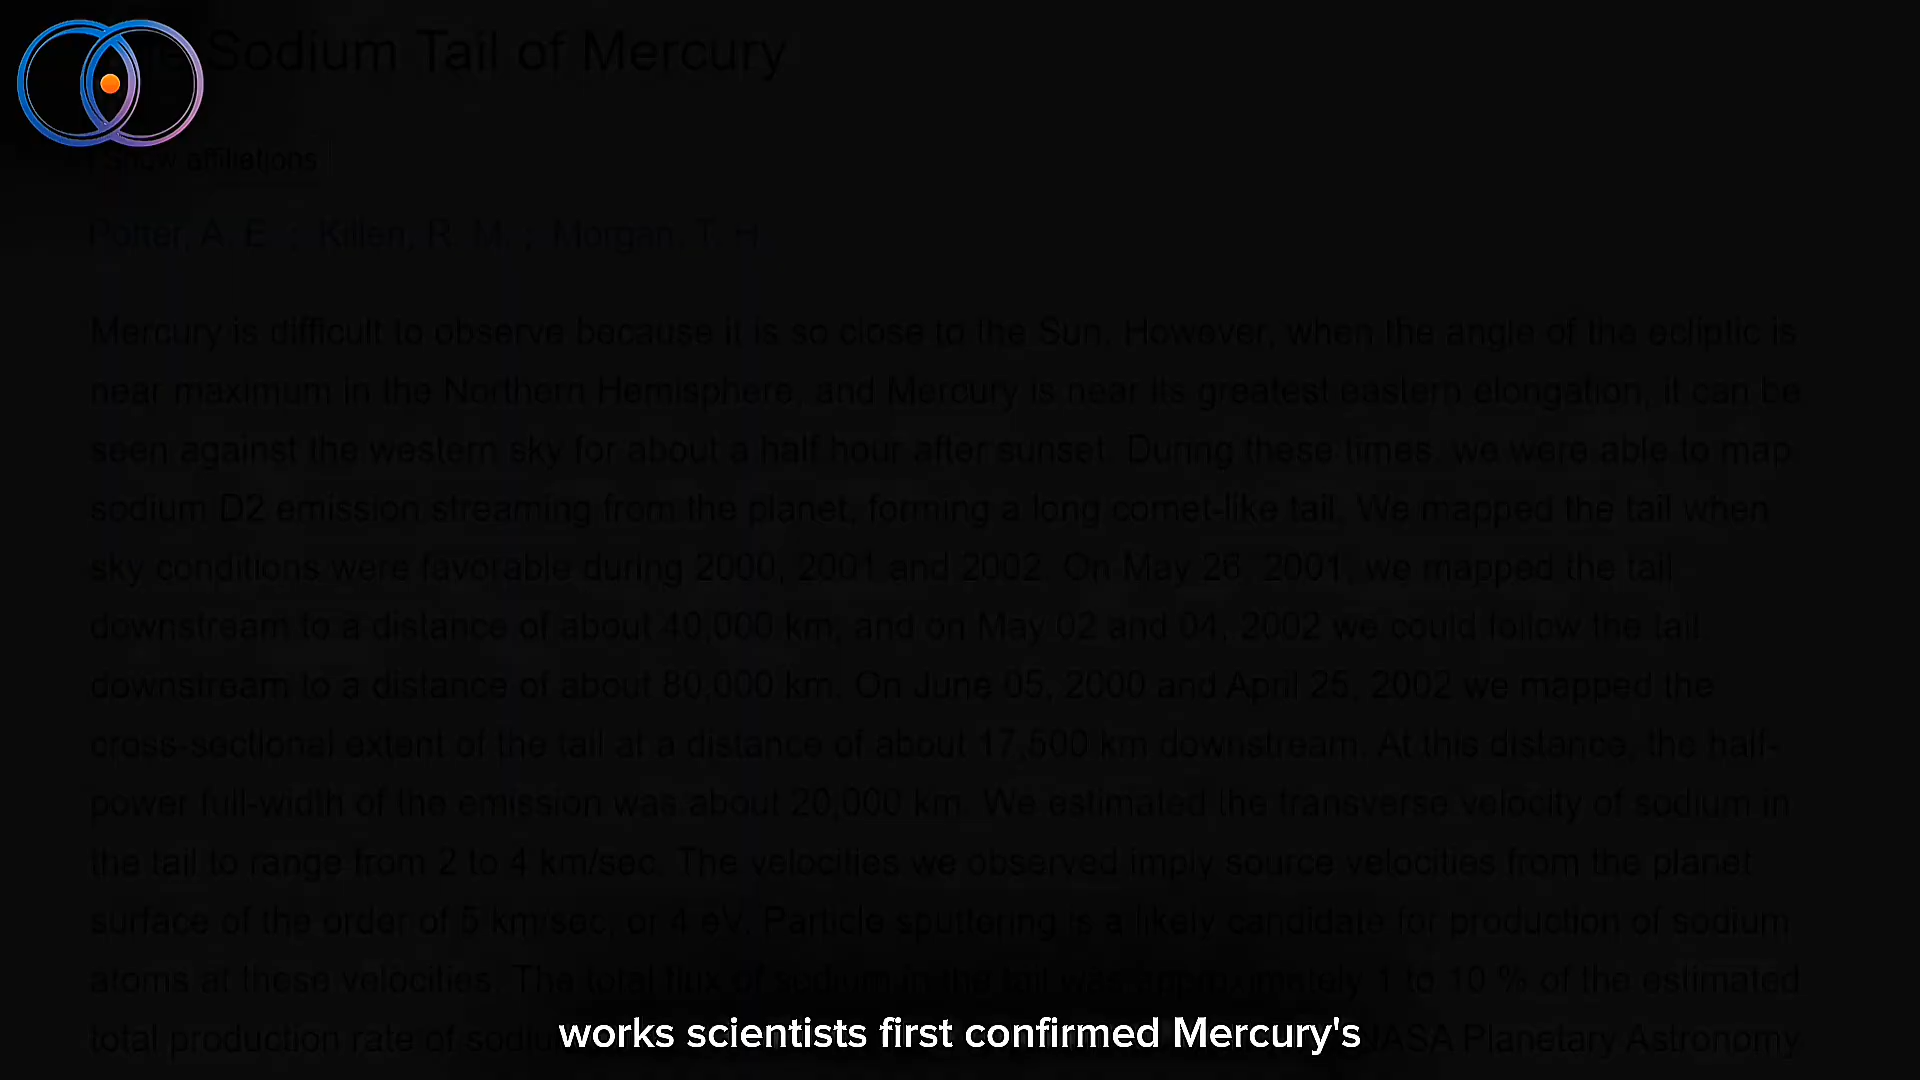 Sodium Tail of Mercury
Show affiliations
Potter, A. E. ; Killen, R. M. ; Morgan, T. H.
Mercury is difficult to observe because it is so close to the Sun. However, when the angle of the ecliptic is
near maximum in the Northern Hemisphere, and Mercury is near its greatest eastern elongation, it can be
seen against the western sky for about a half hour after sunset. During these times, we were able to map
sodium D2 emission streaming from the planet, forming a long comet-like tail. We mapped the tail when
sky conditions were favorable during 2000, 2001 and 2002. On May 26, 2001, we mapped the tail
downstream to a distance of about 40,000 km, and on May 02 and 04, 2002 we could follow the tail
downstream to a distance of about 80,000 km. On June 05, 2000 and April 25, 2002 we mapped the
cross-sectional extent of the tail at a distance of about 17,500 km downstream. At this distance, the half-
power full-width of the emission was about 20,000 km. We estimated the transverse velocity of sodium in
the tail to range from 2 to 4 km/sec. The velocities we observed imply source velocities from the planet
surface of the order of 5 km/sec, or 4 eV. Particle sputtering is a likely candidate for production of sodium
aroms at these velocities. The total flux of sodium in the tail was approximately 1 to 10 % of the estimated
total production rate of NASA Planetary Astronomy
works scientists first confirmed Mercury's